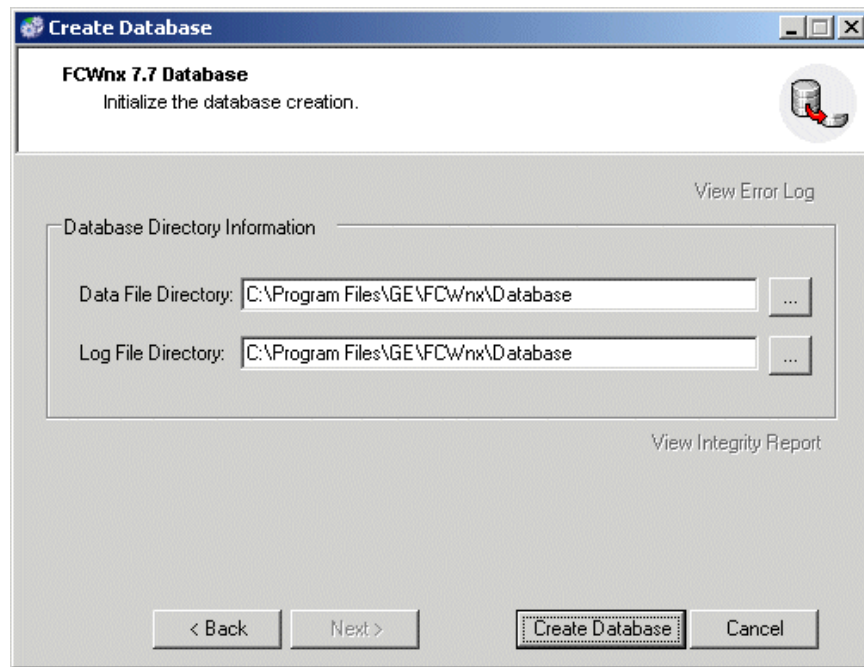 Create Database
FCWnx 7.7 Database
Initialize the database creation.
View Error Log
Database Directory Information
Data File Directory: C:\Program Files\GE\FCWnx\Database ...
Log File Directory: C:\Program Files\GE\FCWnx\Database ...
View Integrity Report
< Back Next > Create Database Cancel